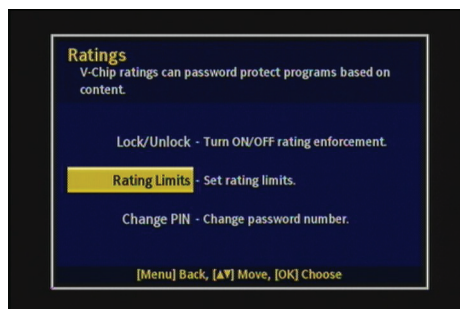 Ratings
V-Chip ratings can password protect programs based on
content.
Lock/Unlock - Turn ON/OFF rating enforcement.
Rating Limits - Set rating limits.
Change PIN - Change password number.
[Menu] Back, [▲▼] Move, [OK] Choose